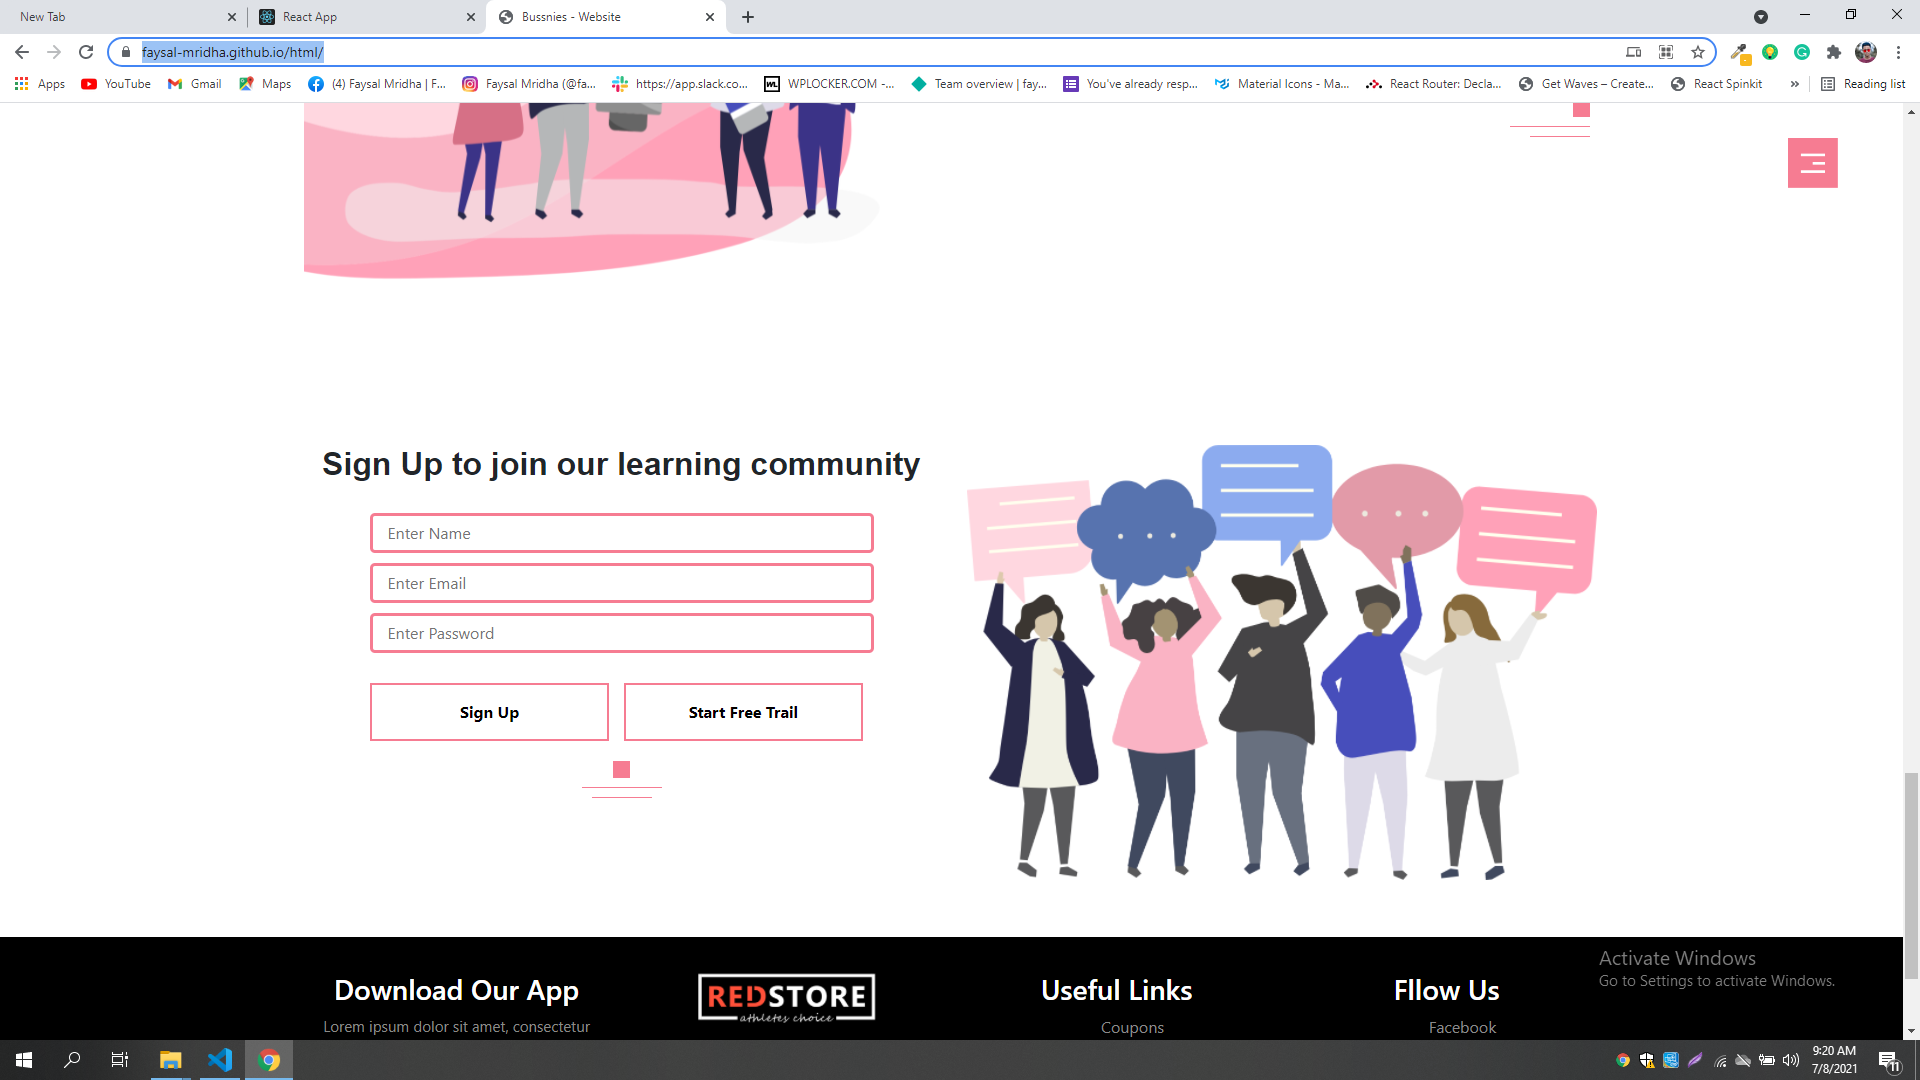 New Tab
React App
Bussnies - Website
faysal-mridha.github.io/html/
Apps
YouTube
Gmail
Maps
(4) Faysal Mridha | F...
Faysal Mridha (@fa...
https://app.slack.co...
WPLOCKER.COM -...
Team overview | fay...
You've already resp...
Material Icons - Ma...
React Router: Decla...
Get Waves – Create...
React Spinkit
»
Reading list
Sign Up to join our learning community
Enter Name
Enter Email
Enter Password
Sign Up
Start Free Trail
Activate Windows
Go to Settings to activate Windows.
Download Our App
REDSTORE
athletes choice
Useful Links
Fllow Us
Lorem ipsum dolor sit amet, consectetur
Coupons
Facebook
9:20 AM
7/8/2021
11